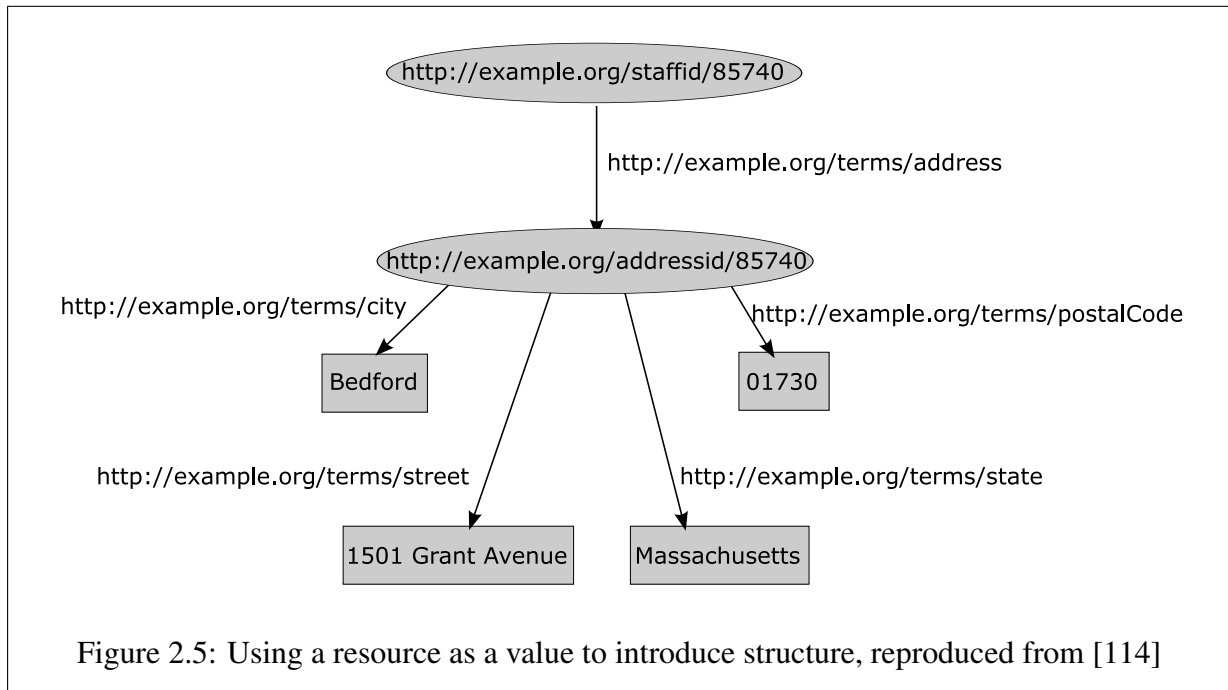 http://example.org/staffid/85740
http://example.org/terms/address
http://example.org/addressid/85740
http://example.org/terms/city
http://example.org/terms/postalCode
Bedford
01730
http://example.org/terms/street
http://example.org/terms/state
1501 Grant Avenue
Massachusetts
Figure 2.5: Using a resource as a value to introduce structure, reproduced from [114]